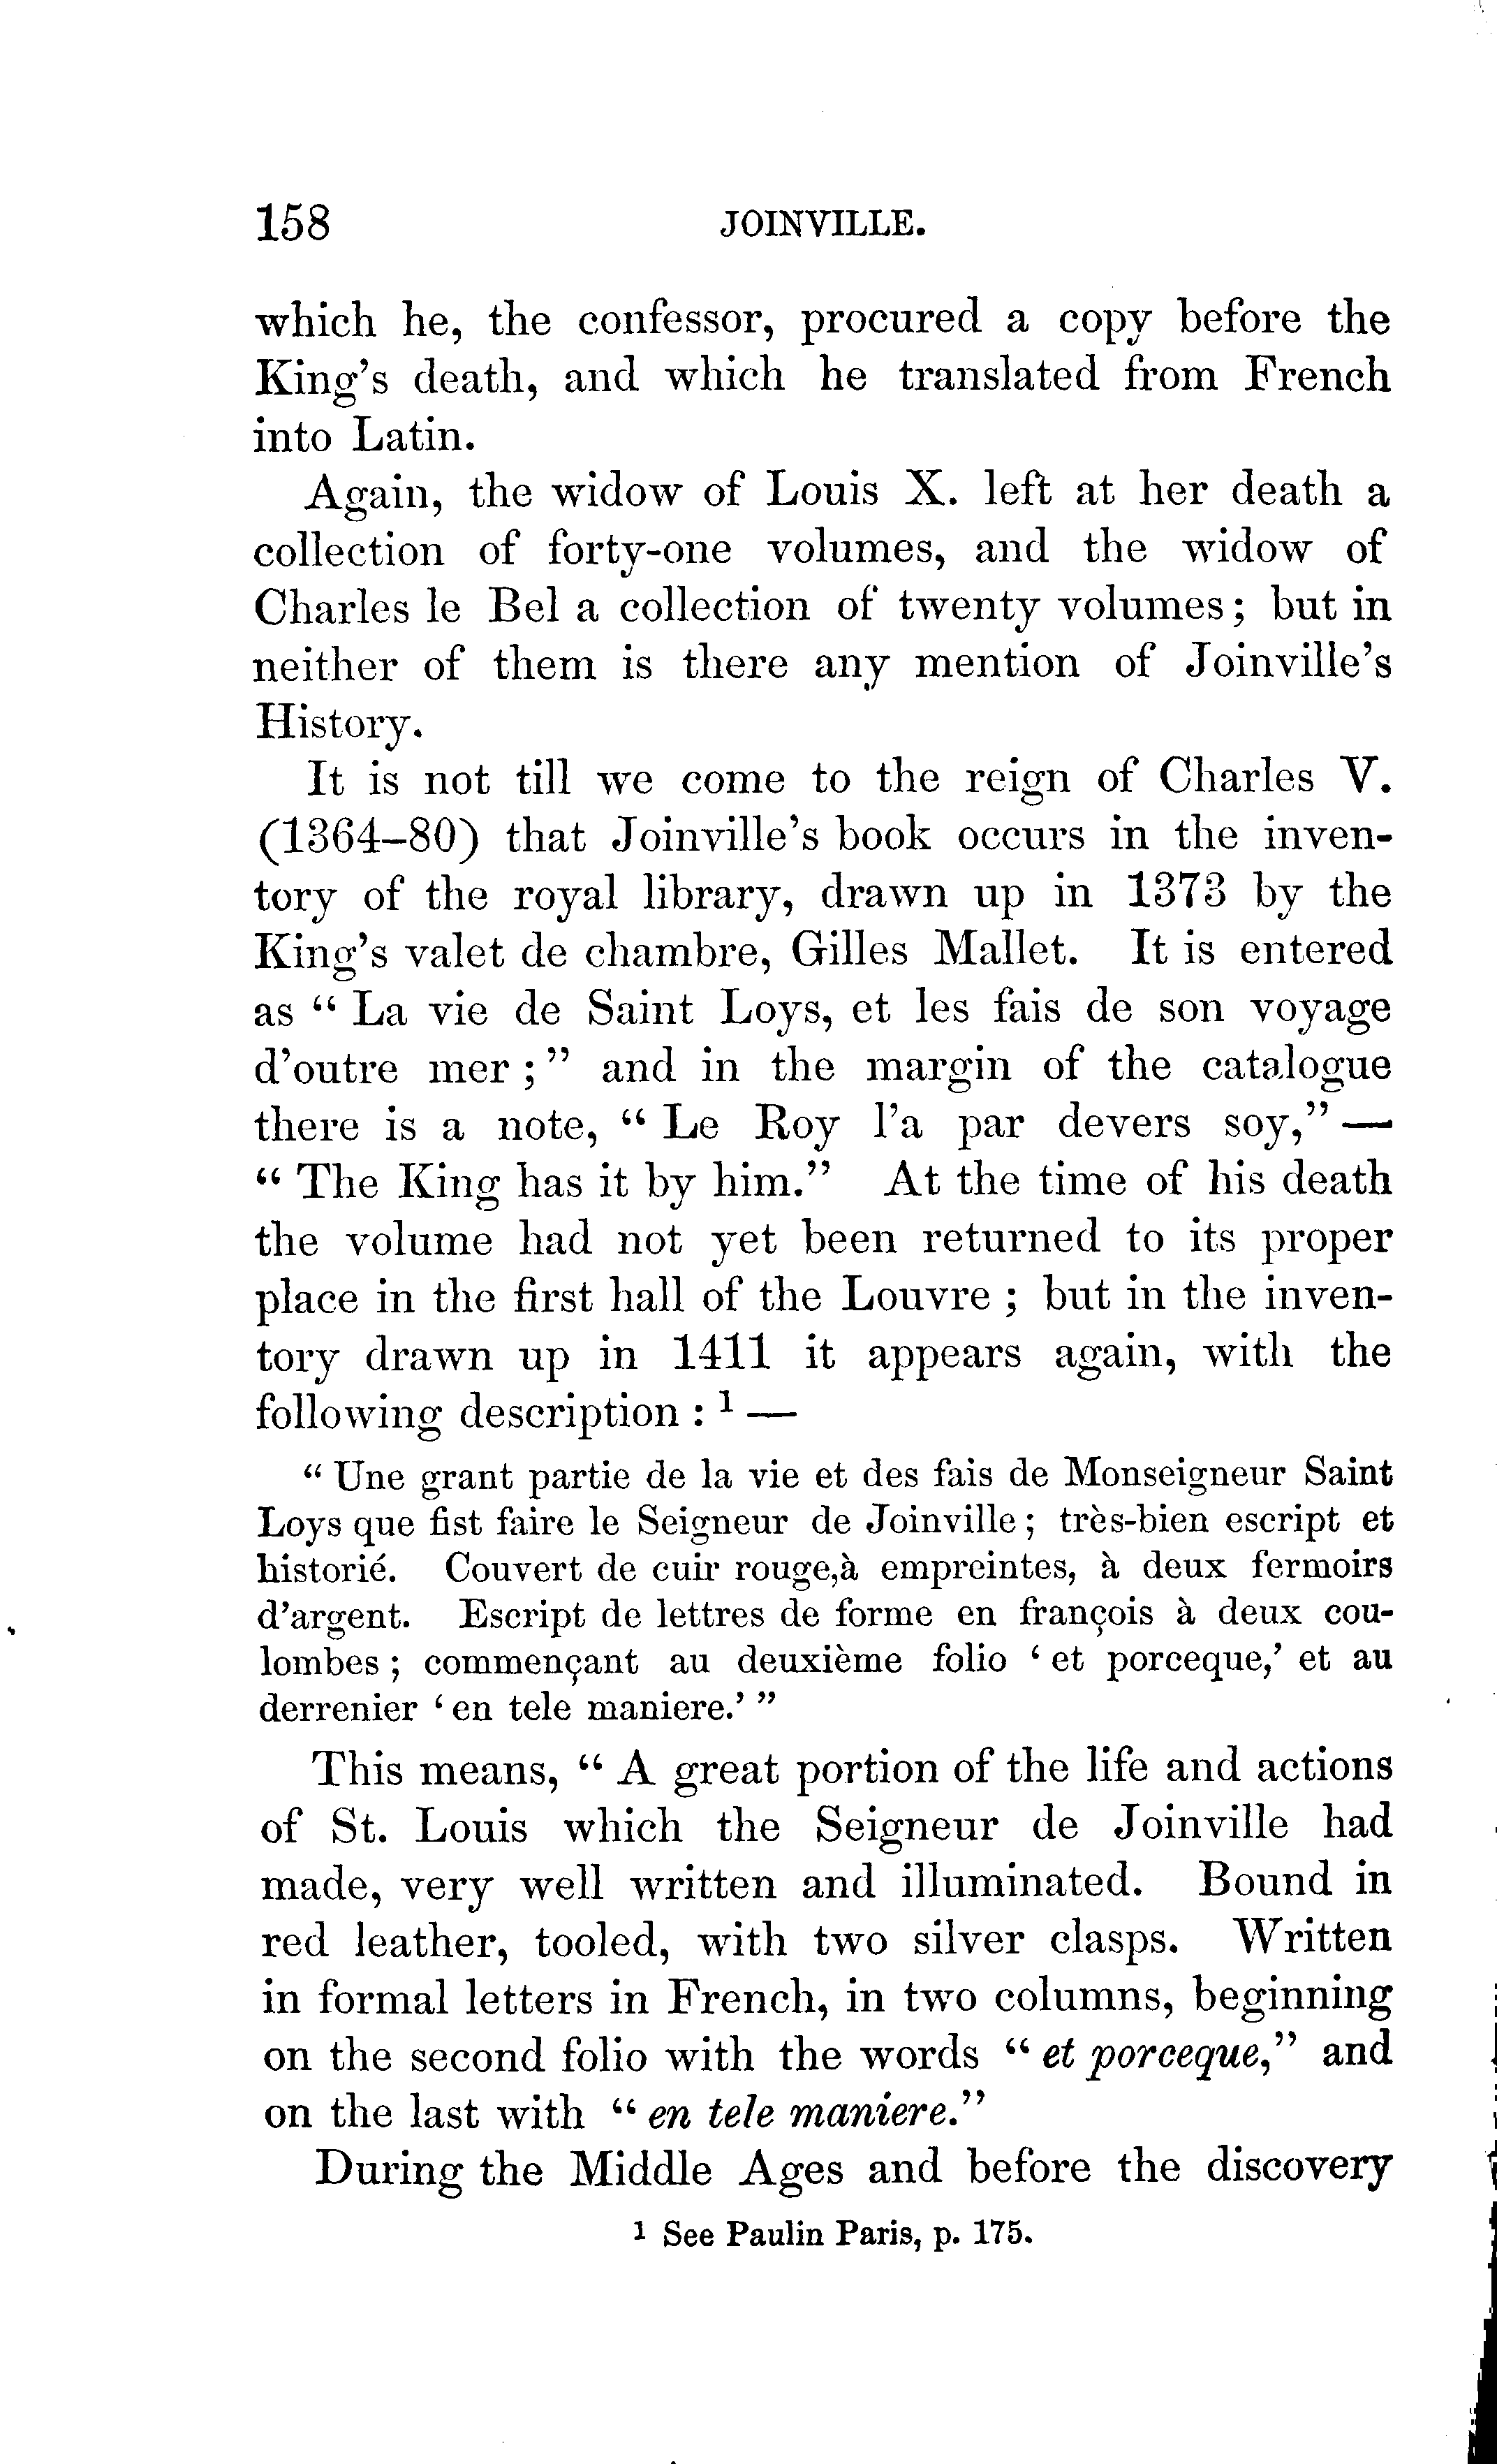 158 JOINVILLE.
which he, the confessor, procured a copy before the
King's death, and which he translated from French
into Latin.
Again, the widow of Louis X. left at her death a
collection of forty-one volumes, and the widow of
Charles le Bel a collection of twenty volumes; but in
neither of them is there any mention of Joinville's
History.
It is not till we come to the reign of Charles V.
(1364–80) that Joinville's book occurs in the inven-
tory of the royal library, drawn up in 1373 by the
King's valet de chambre, Gilles Mallet. It is entered
as “La vie de Saint Loys, et les fais de son voyage
d'outre mer;” and in the margin of the catalogue
there is a note, “Le Roy l'a par devers soy,”—
“The King has it by him.” At the time of his death
the volume had not yet been returned to its proper
place in the first hall of the Louvre; but in the inven-
tory drawn up in 1411 it appears again, with the
following description: ¹—
“Une grant partie de la vie et des fais de Monseigneur Saint
Loys que fist faire le Seigneur de Joinville; très-bien escript et
historié. Couvert de cuir rouge,à empreintes, à deux fermoirs
d'argent. Escript de lettres de forme en françois à deux cou-
lombes; commençant au deuxième folio ‘et porceque,’ et au
derrenier ‘en tele maniere.’”
This means, “A great portion of the life and actions
of St. Louis which the Seigneur de Joinville had
made, very well written and illuminated. Bound in
red leather, tooled, with two silver clasps. Written
in formal letters in French, in two columns, beginning
on the second folio with the words “et porceque,” and
on the last with “en tele maniere.”
During the Middle Ages and before the discovery
¹ See Paulin Paris, p. 175.